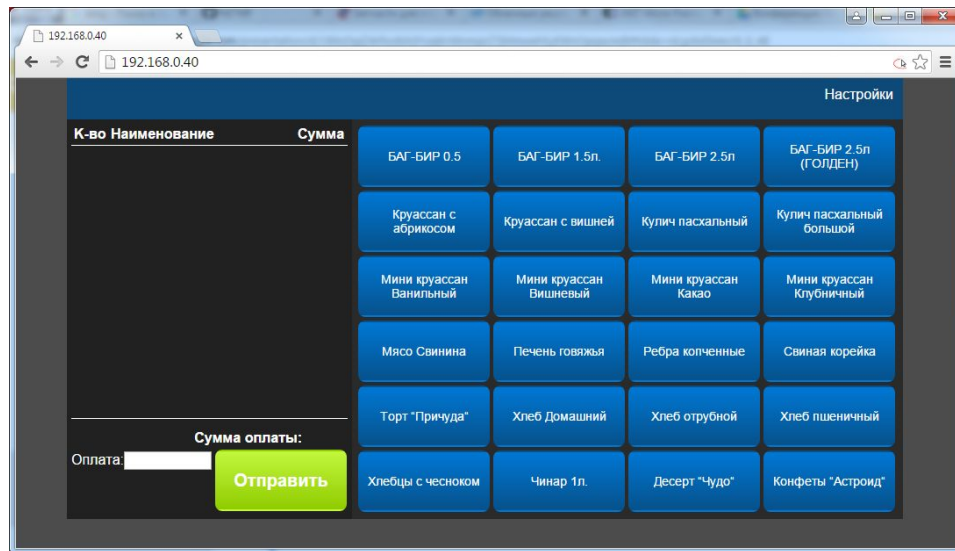 192.168.0.40
192.168.0.40
Настройки
К-во Наименование Сумма
БАГ-БИР 0.5
БАГ-БИР 1.5л.
БАГ-БИР 2.5л
БАГ-БИР 2.5л
(ГОЛДЕН)
Круассан с
абрикосом
Круассан с вишней
Кулич пасхальный
Кулич пасхальный
большой
Мини круассан
Ванильный
Мини круассан
Вишневый
Мини круассан
Какао
Мини круассан
Клубничный
Мясо Свинина
Печень говяжья
Ребра копченные
Свиная корейка
Торт "Причуда"
Хлеб Домашний
Хлеб отрубной
Хлеб пшеничный
Хлебцы с чесноком
Чинар 1л.
Десерт "Чудо"
Конфеты "Астроид"
Сумма оплаты:
Оплата:
Отправить